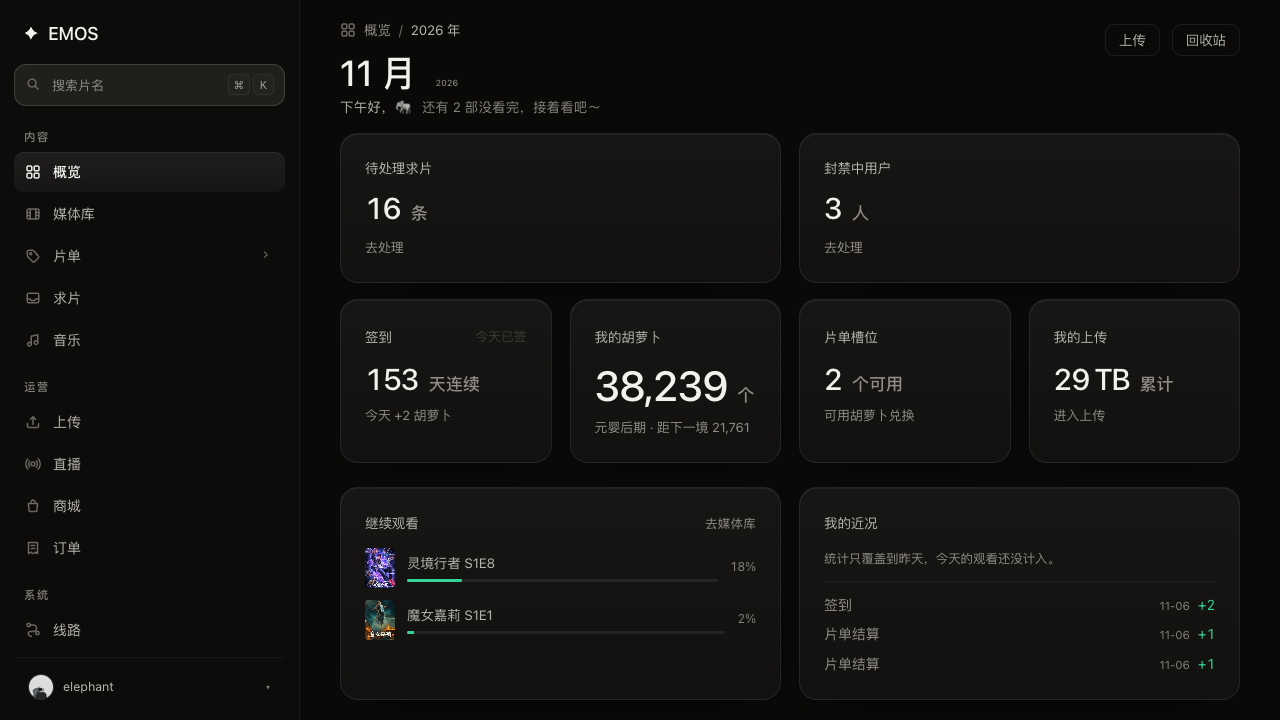 EMOS
搜索片名 ⌘ K
内容
概览
媒体库
片单
求片
音乐
运营
上传
直播
商城
订单
系统
线路
elephant
概览 / 2026 年
上传 回收站
11 月 2026
下午好，🐘 还有 2 部没看完，接着看吧～
待处理求片
16 条
去处理
封禁中用户
3 人
去处理
签到 今天已签
153 天连续
今天 +2 胡萝卜
我的胡萝卜
38,239 个
元婴后期 · 距下一境 21,761
片单槽位
2 个可用
可用胡萝卜兑换
我的上传
29 TB 累计
进入上传
继续观看 去媒体库
灵境行者 S1E8 18%
魔女嘉莉 S1E1 2%
我的近况
统计只覆盖到昨天，今天的观看还没计入。
签到 11-06 +2
片单结算 11-06 +1
片单结算 11-06 +1